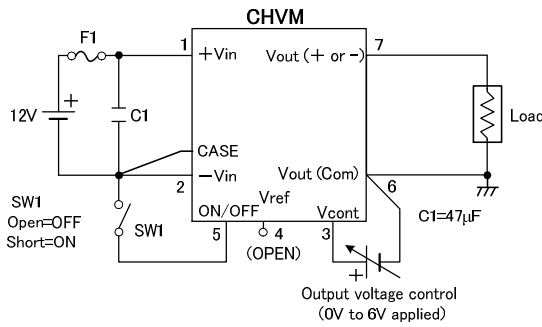 CHVM
F1
1
+Vin
Vout (+ or -)
7
12V
+
C1
Load
CASE
-Vin
2
Vout (Com)
6
SW1
Open=OFF
Short=ON
SW1
ON/OFF
Vref
Vcont
5
4
3
(OPEN)
C1=47μF
+
Output voltage control
(0V to 6V applied)